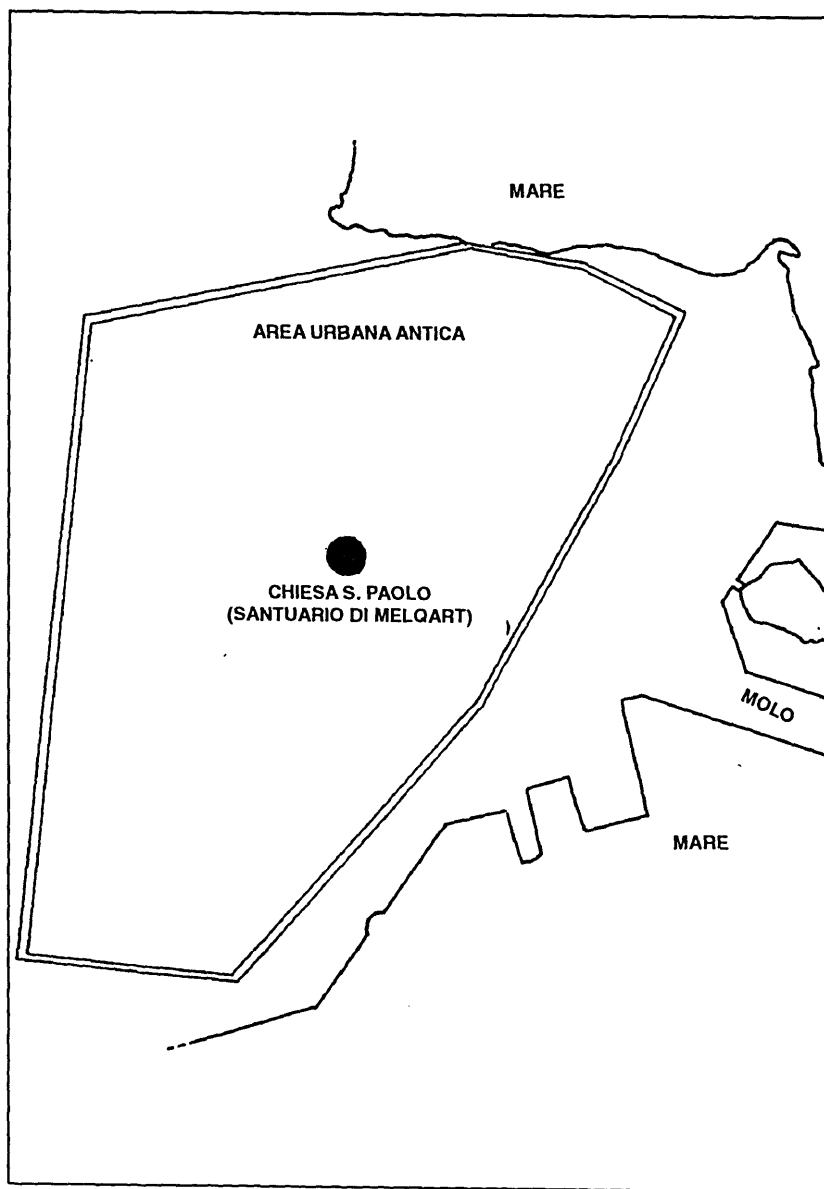 MARE
AREA URBANA ANTICA
CHIESA S. PAOLO
(SANTUARIO DI MELQART)
MOLO
MARE